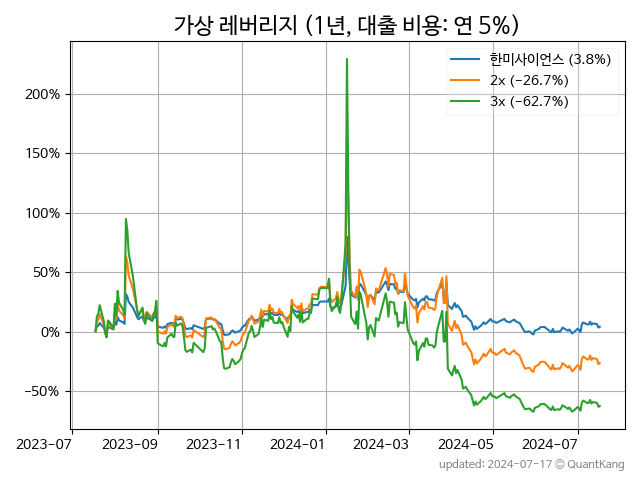 가상 레버리지 (1년, 대출 비용: 연 5%)
한미사이언스 (3.8%)
2x (−26.7%)
3x (−62.7%)
200%
150%
100%
50%
0%
−50%
2023-07 2023-09 2023-11 2024-01 2024-03 2024-05 2024-07
updated: 2024-07-17 © QuantKang